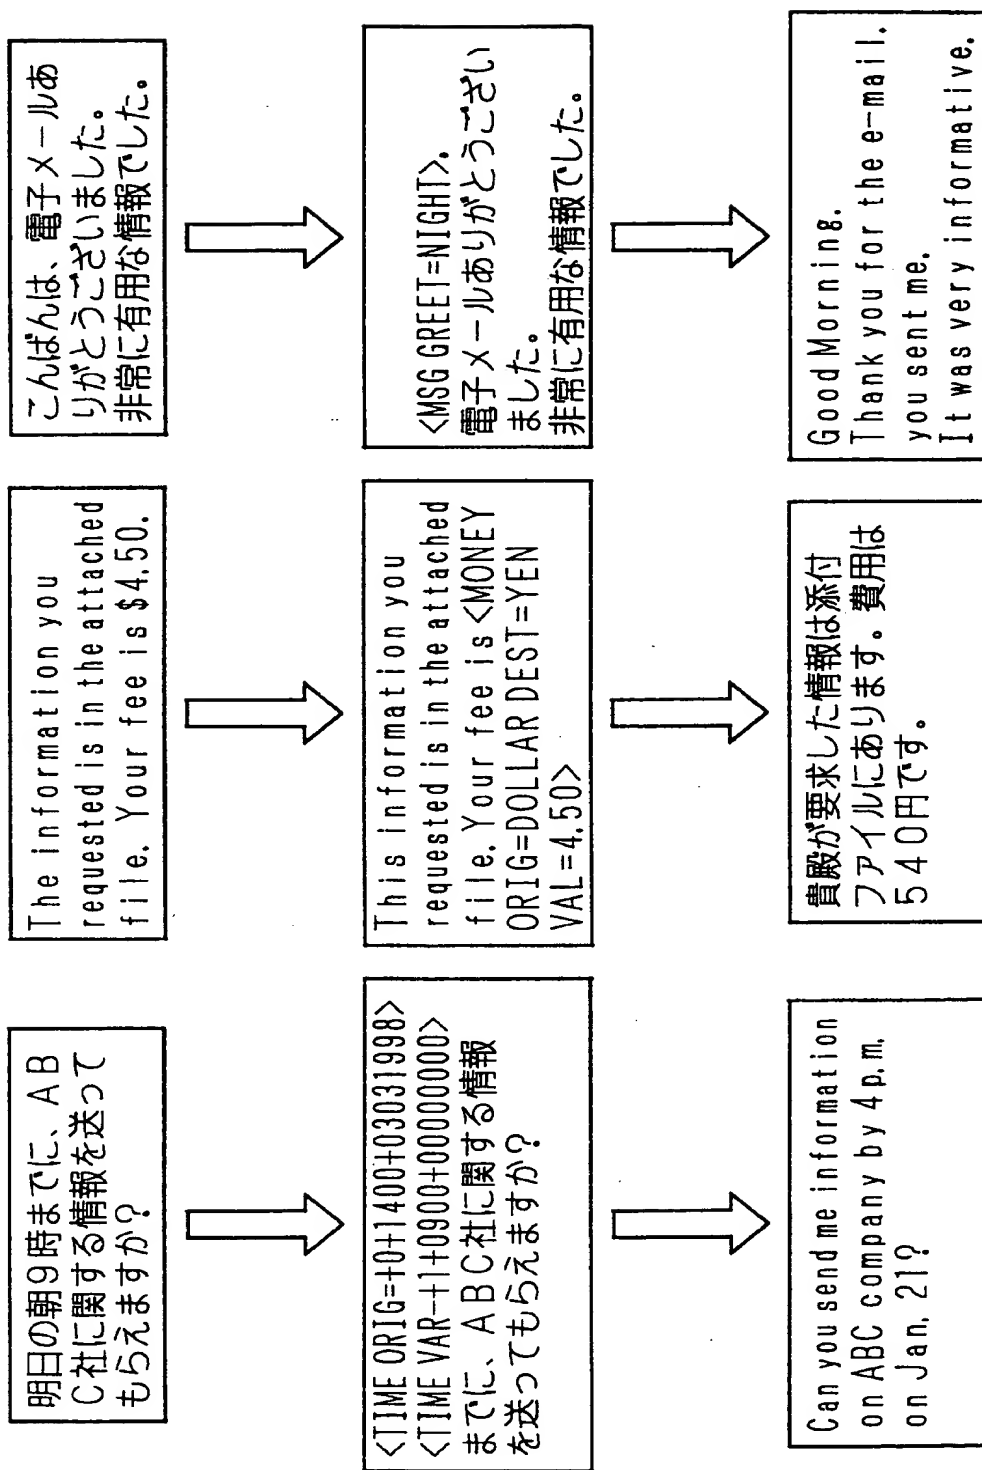 明日の朝9時までに、AB
C社に関する情報を送って
もらえますか?
<TIME ORIG=+0+1400+03031998>
<TIME VAR-+1+0900+00000000>
までに、ABC社に関する情報
を送ってもらえますか?
Can you send me information
on ABC company by 4 p.m.
on Jan. 21?
The information you
requested is in the attached
file. Your fee is $4.50.
This information you
requested is in the attached
file. Your fee is <MONEY
ORIG=DOLLAR DEST=YEN
VAL=4.50>
貴殿が要求した情報は添付
ファイルにあります。費用は
540円です。
こんばんは、電子メールあ
りがとうございました。
非常に有用な情報でした。
<MSG GREET=NIGHT>.
電子メールありがとうござい
ました。
非常に有用な情報でした。
Good Morning.
Thank you for the e-mail.
you sent me.
It was very informative.